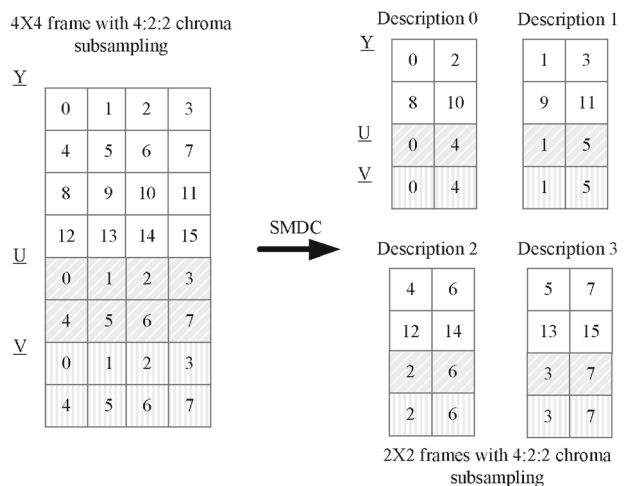 4X4 frame with 4:2:2 chroma
subsampling
Y
0 1 2 3
4 5 6 7
8 9 10 11
12 13 14 15
U
0 1 2 3
4 5 6 7
V
0 1 2 3
4 5 6 7
SMDC
Description 0
Y
0 2
8 10
U
0 4
V
0 4
Description 1
1 3
9 11
1 5
1 5
Description 2
4 6
12 14
2 6
2 6
Description 3
5 7
13 15
3 7
3 7
2X2 frames with 4:2:2 chroma
subsampling